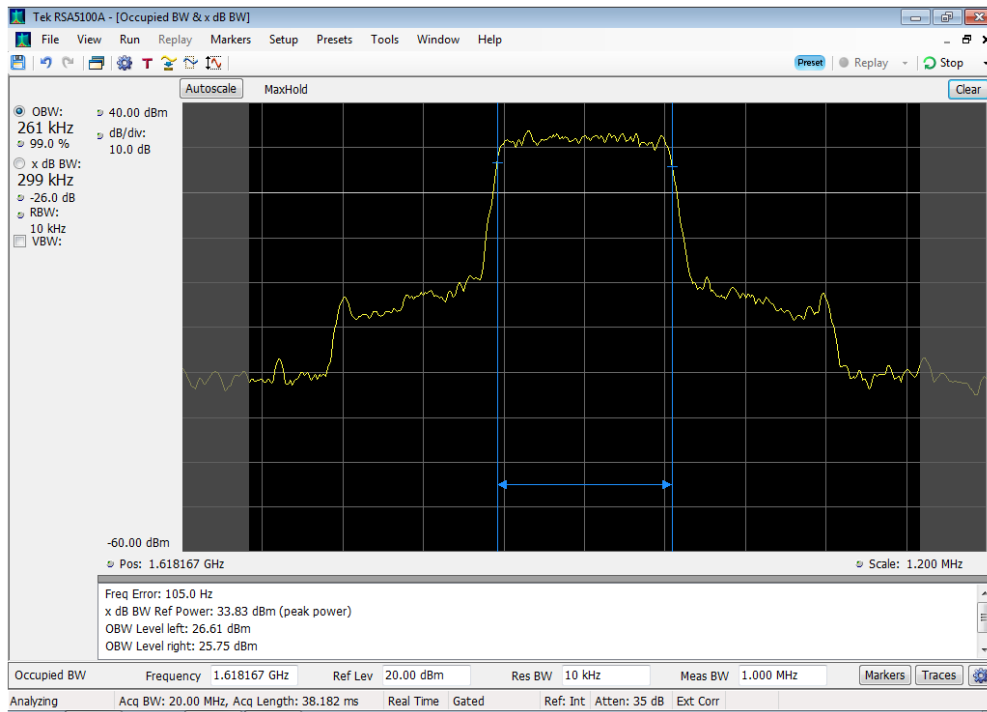 Tek RSA5100A - [Occupied BW & x dB BW]
File View Run Replay Markers Setup Presets Tools Window Help
T Preset Replay Stop
Autoscale MaxHold Clear
OBW:
261 kHz
99.0 %
x dB BW:
299 kHz
-26.0 dB
RBW:
10 kHz
VBW:
40.00 dBm
dB/div:
10.0 dB
-60.00 dBm
Pos: 1.618167 GHz Scale: 1.200 MHz
Freq Error: 105.0 Hz
x dB BW Ref Power: 33.83 dBm (peak power)
OBW Level left: 26.61 dBm
OBW Level right: 25.75 dBm
Occupied BW Frequency 1.618167 GHz Ref Lev 20.00 dBm Res BW 10 kHz Meas BW 1.000 MHz Markers Traces
Analyzing Acq BW: 20.00 MHz, Acq Length: 38.182 ms Real Time Gated Ref: Int Atten: 35 dB Ext Corr